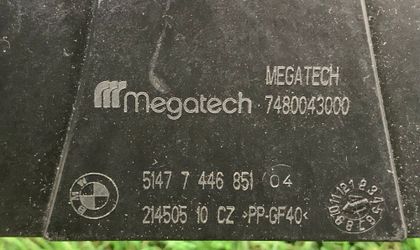 MEGATECH
Megatech 7480043000
5147 7 446 851 04
214505 10 CZ >PP-GF40<